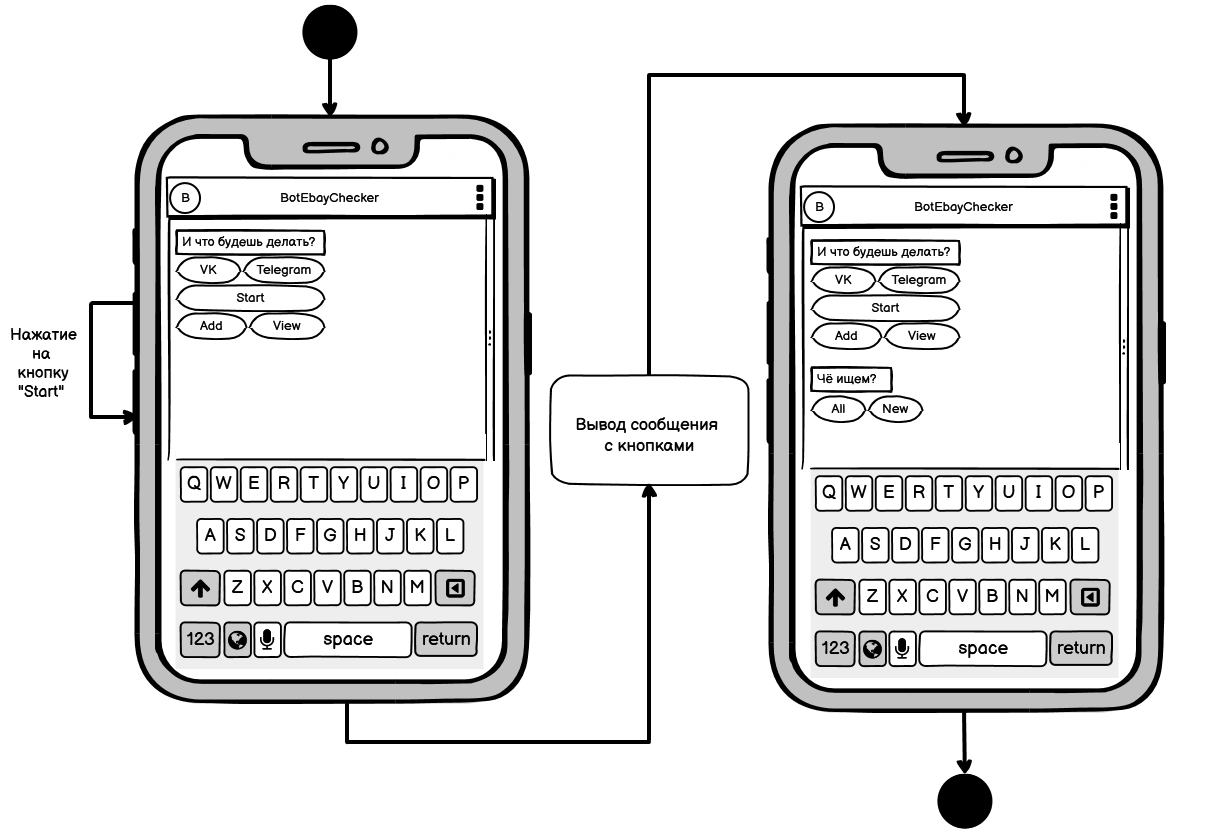 B BotEbayChecker
И что будешь делать?
VK Telegram
Start
Add View
Q W E R T Y U I O P
A S D F G H J K L
Z X C V B N M
123 space return
Нажатие
на
кнопку
"Start"
Вывод сообщения
с кнопками
B BotEbayChecker
И что будешь делать?
VK Telegram
Start
Add View
Чё ищем?
All New
Q W E R T Y U I O P
A S D F G H J K L
Z X C V B N M
123 space return